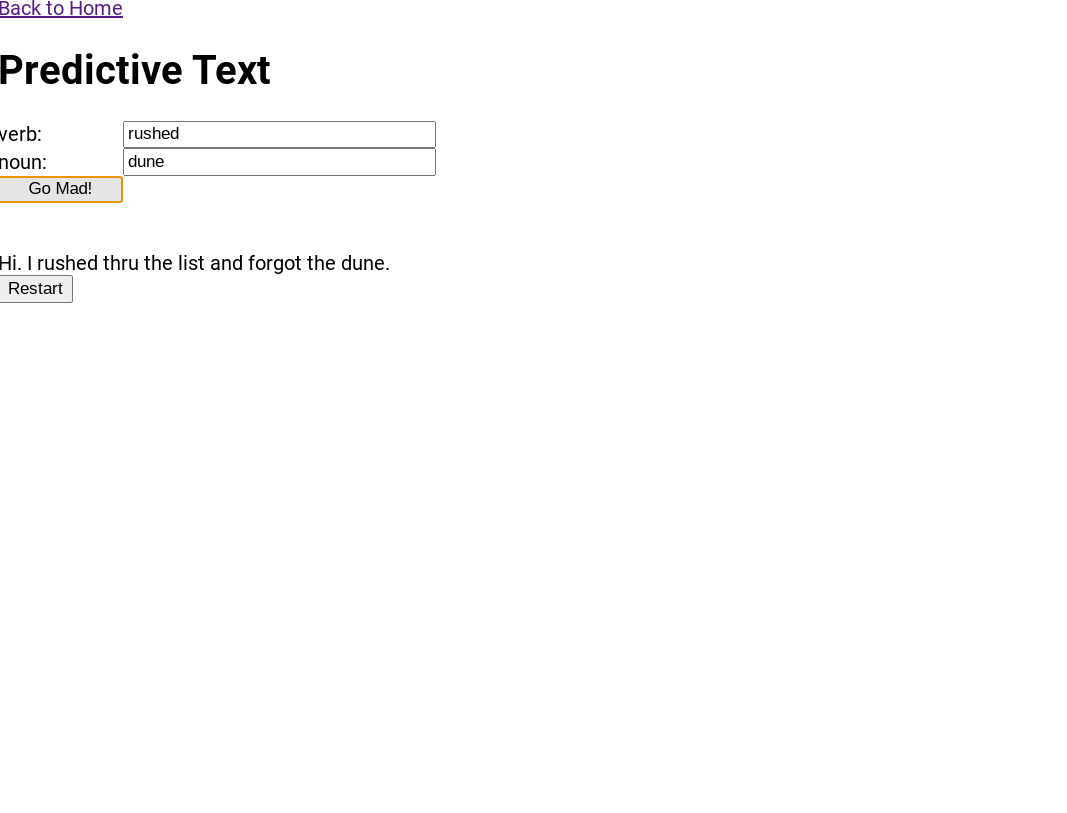 Back to Home
Predictive Text
verb: rushed
noun: dune
Go Mad!
Hi. I rushed thru the list and forgot the dune.
Restart